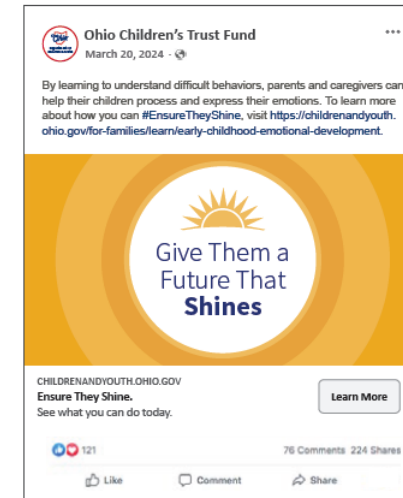 Ohio Children's Trust Fund
March 20, 2024 ·
By learning to understand difficult behaviors, parents and caregivers can
help their children process and express their emotions. To learn more
about how you can #EnsureTheyShine, visit https://childrenandyouth.
ohio.gov/for-families/learn/early-childhood-emotional-development.
Give Them a
Future That
Shines
CHILDRENANDYOUTH.OHIO.GOV
Ensure They Shine.
Learn More
See what you can do today.
121
76 Comments 224 Shares
Like Comment Share